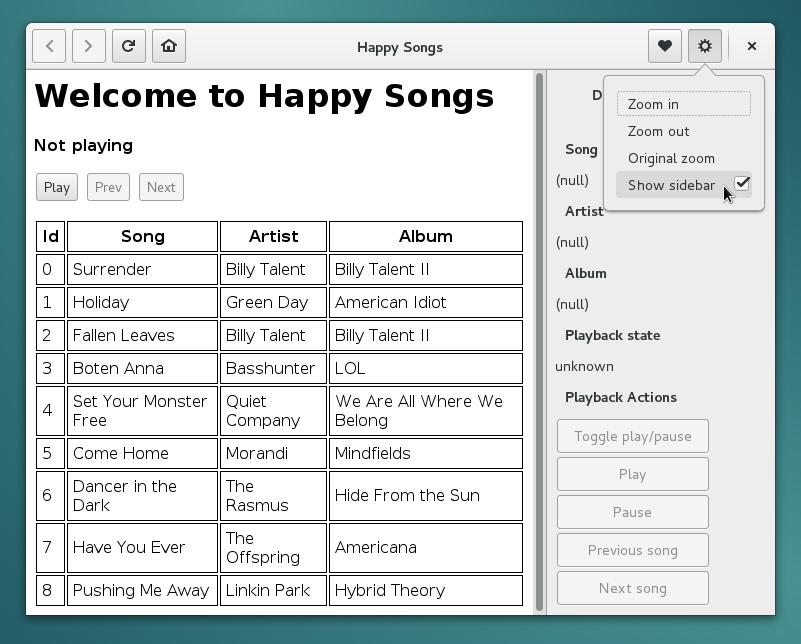 Happy Songs
Welcome to Happy Songs
Not playing
Play Prev Next
Id Song Artist Album
0 Surrender Billy Talent Billy Talent II
1 Holiday Green Day American Idiot
2 Fallen Leaves Billy Talent Billy Talent II
3 Boten Anna Basshunter LOL
4 Set Your Monster Free Quiet Company We Are All Where We Belong
5 Come Home Morandi Mindfields
6 Dancer in the Dark The Rasmus Hide From the Sun
7 Have You Ever The Offspring Americana
8 Pushing Me Away Linkin Park Hybrid Theory
Zoom in
Zoom out
Original zoom
Show sidebar
D
Song
(null)
Artist
(null)
Album
(null)
Playback state
unknown
Playback Actions
Toggle play/pause
Play
Pause
Previous song
Next song